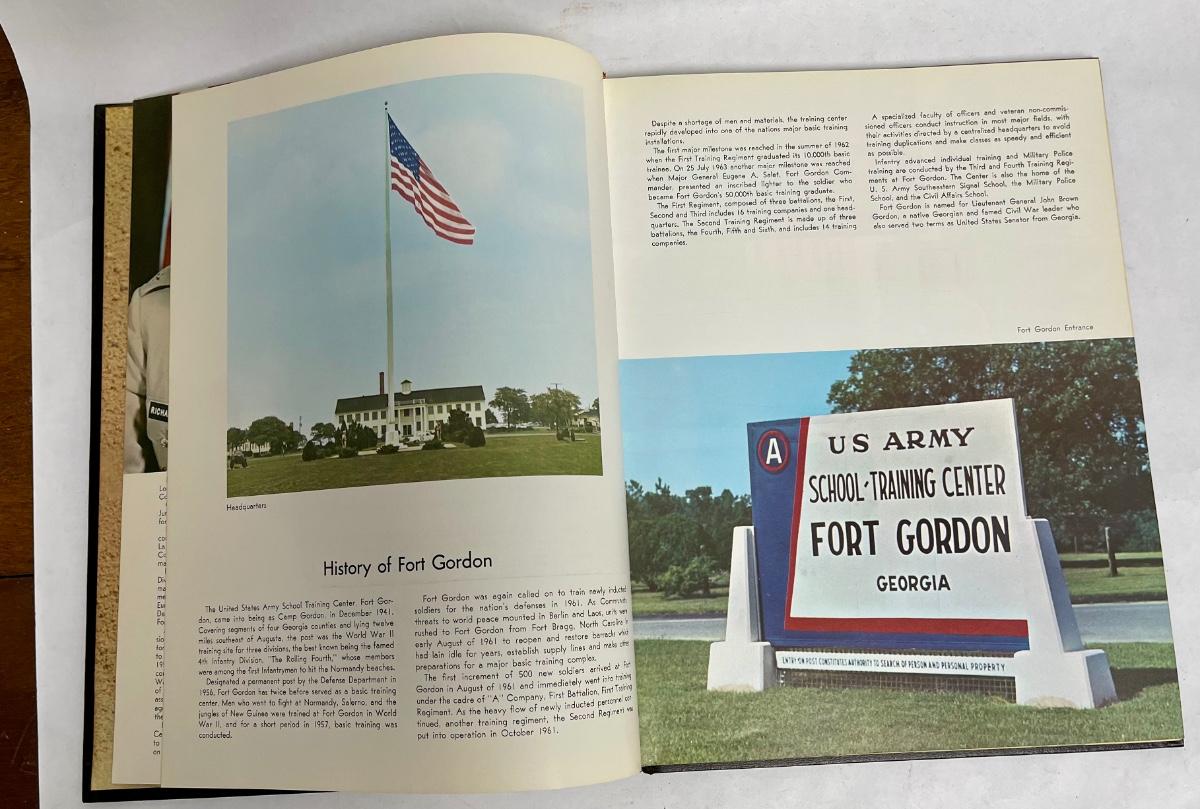 RICHA
Headquarters
History of Fort Gordon
The United States Army School Training Center, Fort Gor-
don, came into being as Camp Gordon, in December 1941.
Covering segments of four Georgia counties and lying twelve
miles southeast of Augusta, the post was the World War II
training site for three divisions, the best known being the famed
4th Infantry Division, "The Rolling Fourth," whose members
were among the first Infantrymen to hit the Normandy beaches.
Designated a permanent post by the Defense Department in
1956, Fort Gordon has twice before served as a basic training
center. Men who went to fight at Normandy, Salerno, and the
jungles of New Guinea were trained at Fort Gordon in World
War II, and for a short period in 1957, basic training was
conducted.
Fort Gordon was again called on to train newly inducted
soldiers for the nation's defenses in 1961. As Communist
threats to world peace mounted in Berlin and Laos, units were
rushed to Fort Gordon from Fort Bragg, North Carolina in
early August of 1961 to reopen and restore barracks which
had lain idle for years, establish supply lines and make other
preparations for a major basic training complex.
The first increment of 500 new soldiers arrived at Fort
Gordon in August of 1961 and immediately went into training
under the cadre of "A" Company, First Battalion, First Training
Regiment. As the heavy flow of newly inducted personnel con
tinued, another training regiment, the Second Regiment was
put into operation in October 1961.
Despite a shortage of men and materials, the training center
rapidly developed into one of the nations major basic training
installations.
The first major milestone was reached in the summer of 1962
when the First Training Regiment graduated its 10,000th basic
trainee. On 25 July 1963 another major milestone was reached
when Major General Eugene A. Salet, Fort Gordon Com-
mander, presented an inscribed lighter to the soldier who
became Fort Gordon's 50,000th basic training graduate.
The First Regiment, composed of three battalions, the First,
Second and Third includes 16 training companies and one head-
quarters. The Second Training Regiment is made up of three
battalions, the Fourth, Fifth and Sixth, and includes 14 training
companies.
A specialized faculty of officers and veteran non-commis-
sioned officers conduct instruction in most major fields, with
their activities directed by a centralized headquarters to avoid
training duplications and make classes as speedy and efficient
as possible.
Infantry advanced individual training and Military Police
training are conducted by the Third and Fourth Training Regi-
ments at Fort Gordon. The Center is also the home of the
U. S. Army Southeastern Signal School, the Military Police
School, and the Civil Affairs School.
Fort Gordon is named for Lieutenant General John Brown
Gordon, a native Georgian and famed Civil War leader who
also served two terms as United States Senator from Georgia.
Fort Gordon Entrance
A
US ARMY
SCHOOL-TRAINING CENTER
FORT GORDON
GEORGIA
ENTRY ON POST CONSTITUTES AUTHORITY TO SEARCH OF PERSON AND PERSONAL PROPERTY